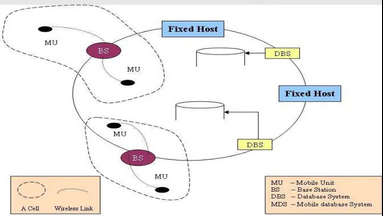 MU
Fixed Host
BS
DBS
MU
Fixed Host
MU
DBS
BS
MU
A Cell
Wireless Link
MU – Mobile Unit
BS – Base Station
DBS – Database System
MDS – Mobile database System